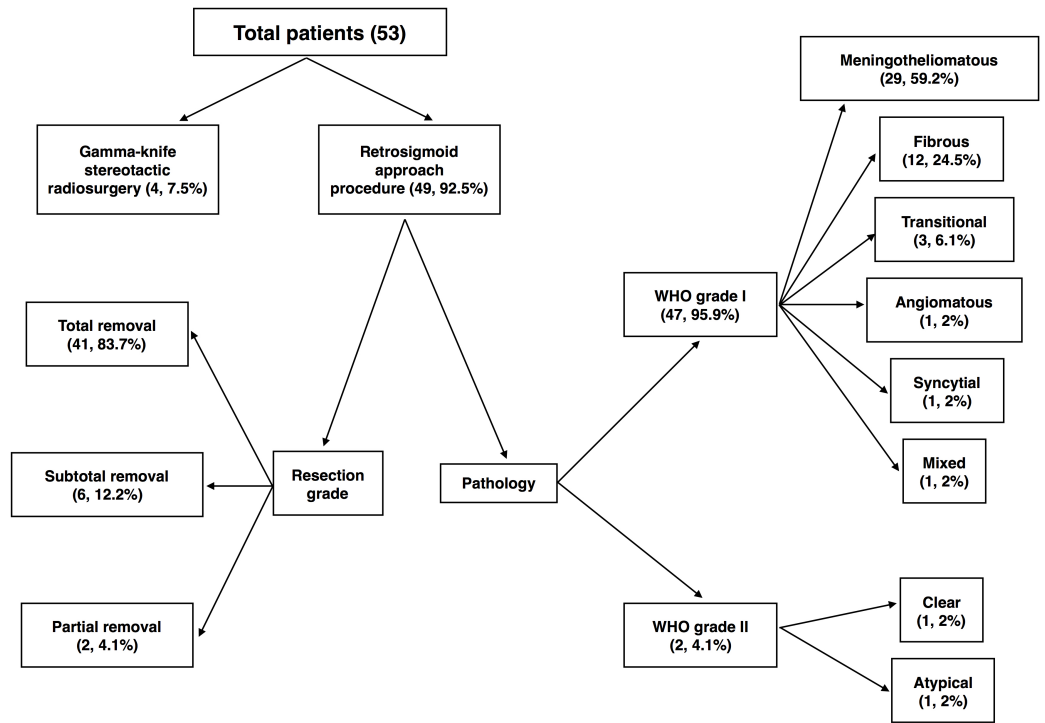 Total patients (53)
Gamma-knife
stereotactic
radiosurgery (4, 7.5%)
Retrosigmoid
approach
procedure (49, 92.5%)
Resection
grade
Total removal
(41, 83.7%)
Subtotal removal
(6, 12.2%)
Partial removal
(2, 4.1%)
Pathology
WHO grade I
(47, 95.9%)
Meningotheliomatous
(29, 59.2%)
Fibrous
(12, 24.5%)
Transitional
(3, 6.1%)
Angiomatous
(1, 2%)
Syncytial
(1, 2%)
Mixed
(1, 2%)
WHO grade II
(2, 4.1%)
Clear
(1, 2%)
Atypical
(1, 2%)